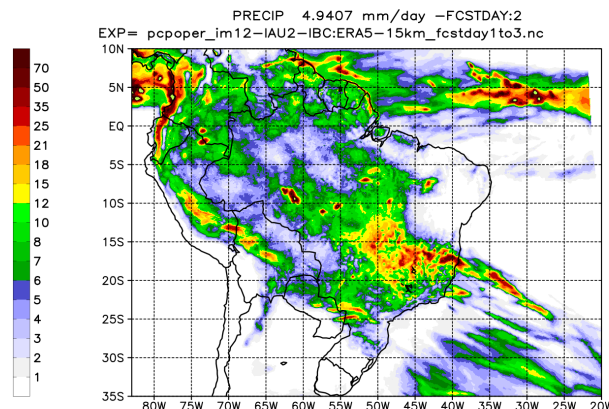 PRECIP 4.9407 mm/day −FCSTDAY:2
EXP= pcpoper_im12−IAU2−IBC:ERA5−15km_fcstday1to3.nc
70
50
35
25
21
18
15
12
10
8
7
6
5
4
3
2
1
10N
5N
EQ
5S
10S
15S
20S
25S
30S
35S
80W 75W 70W 65W 60W 55W 50W 45W 40W 35W 30W 25W 20W